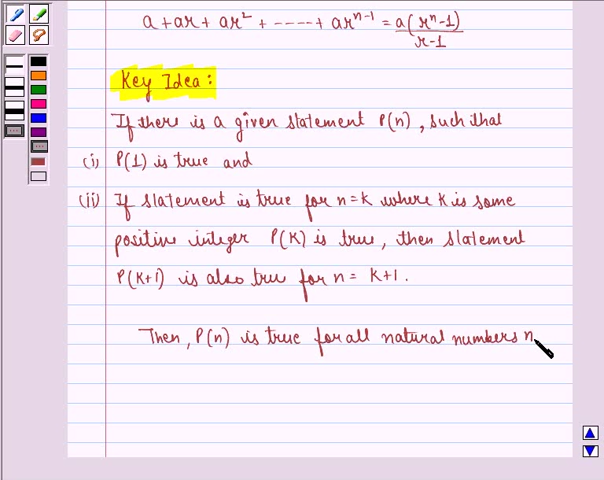 a + ar + ar² + ----- + ar^(n-1) = a(r^n - 1) / (r - 1)
Key Idea:
If there is a given statement P(n), such that
(i) P(1) is true and
(ii) If statement is true for n = k where k is some
positive integer P(k) is true, then statement
P(k+1) is also true for n = k+1.
Then, P(n) is true for all natural numbers n